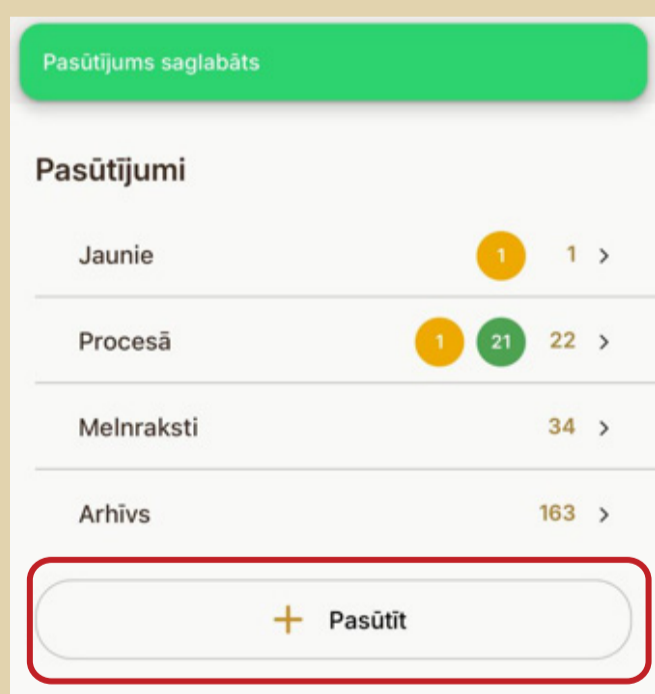 Pasūtījums saglabāts
Pasūtījumi
Jaunie 1 1 >
Procesā 1 21 22 >
Melnraksti 34 >
Arhīvs 163 >
+ Pasūtīt